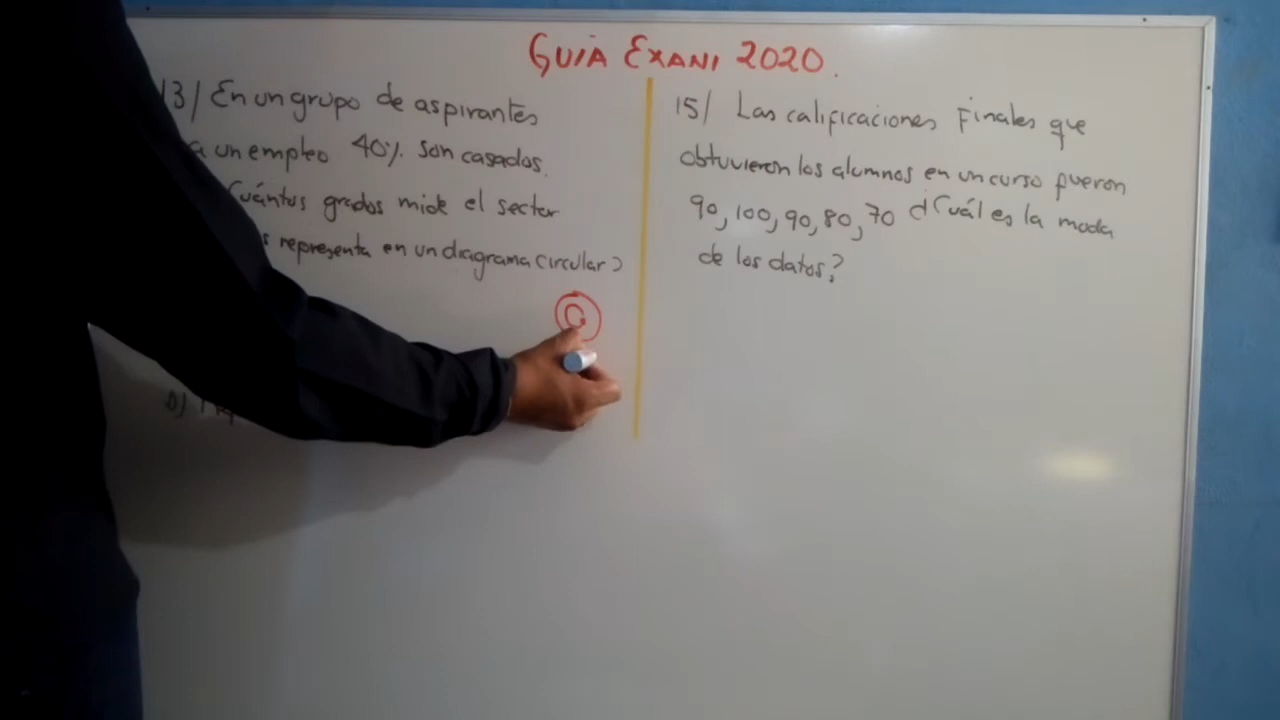 GUIA EXANI 2020.
13/ En un grupo de aspirantes
a un empleo 40% son casados.
Cuántos grados mide el sector
representa en un diagrama circular?
15/ Las calificaciones Finales que
obtuvieron los alumnos en un curso fueron
90, 100, 90, 80, 70 ¿Cuál es la moda
de los datos?
D)